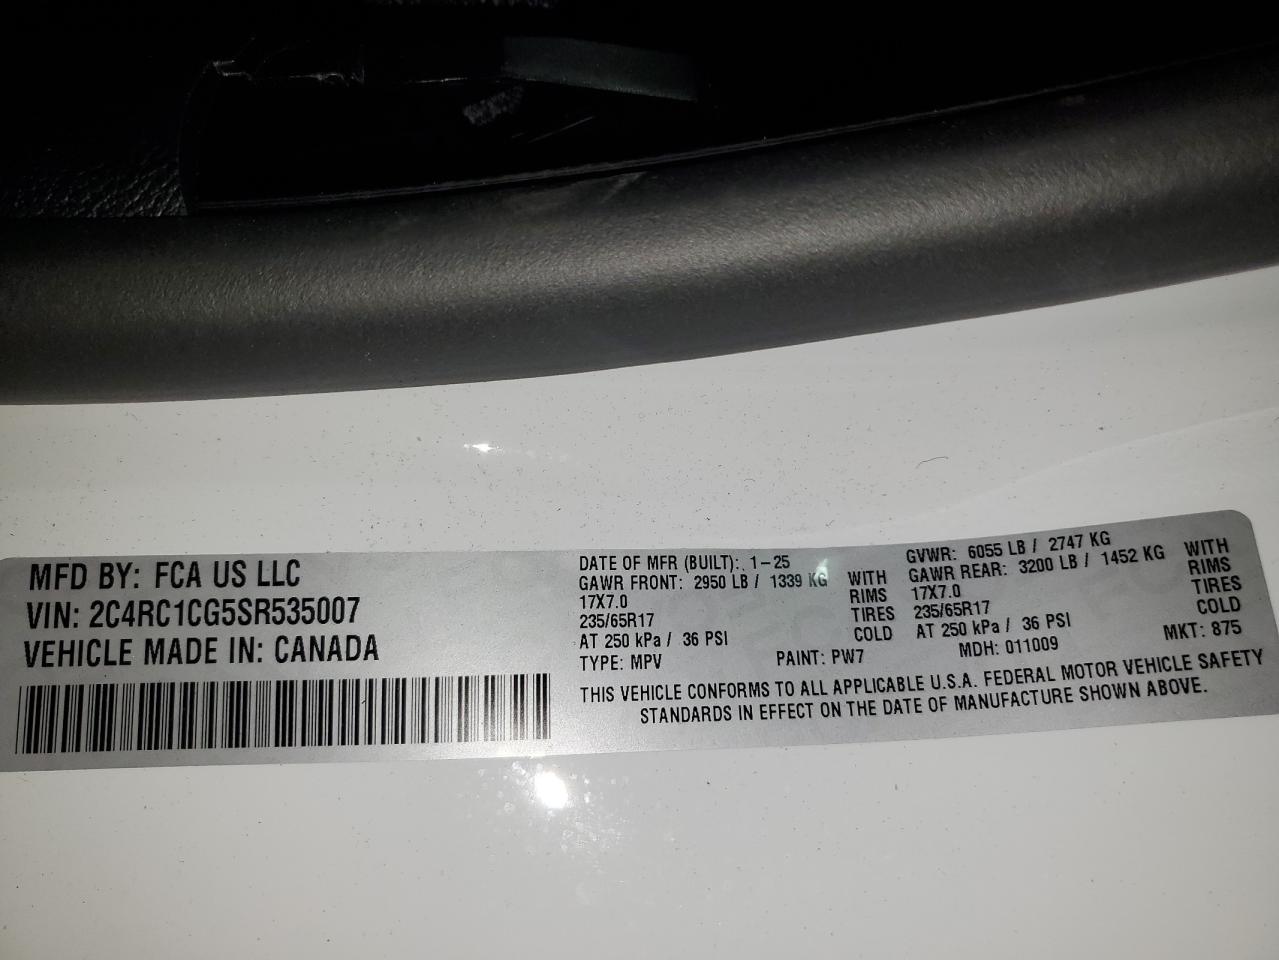 MFD BY: FCA US LLC
VIN: 2C4RC1CG5SR535007
VEHICLE MADE IN: CANADA
DATE OF MFR (BUILT): 1-25
GAWR FRONT: 2950 LB / 1339 KG WITH
17X7.0 RIMS
235/65R17 TIRES
AT 250 kPa / 36 PSI COLD
GVWR: 6055 LB / 2747 KG
GAWR REAR: 3200 LB / 1452 KG WITH
17X7.0 RIMS
235/65R17 TIRES
AT 250 kPa / 36 PSI COLD
TYPE: MPV PAINT: PW7 MDH: 011009 MKT: 875
THIS VEHICLE CONFORMS TO ALL APPLICABLE U.S.A. FEDERAL MOTOR VEHICLE SAFETY
STANDARDS IN EFFECT ON THE DATE OF MANUFACTURE SHOWN ABOVE.